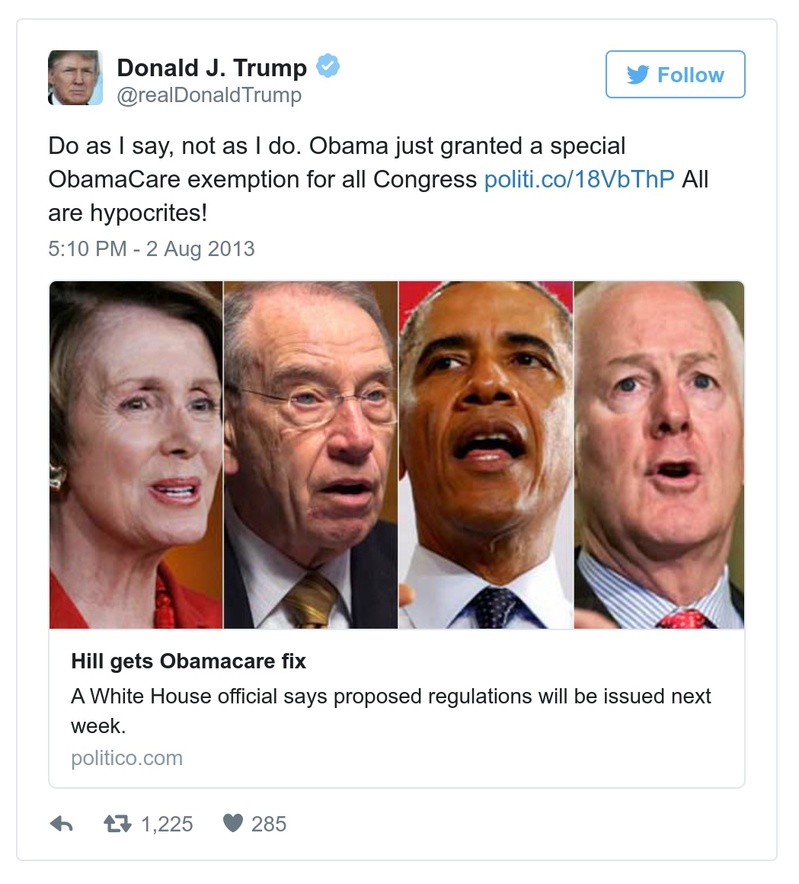 Donald J. Trump
@realDonaldTrump
Follow
Do as I say, not as I do. Obama just granted a special
ObamaCare exemption for all Congress politi.co/18VbThP All
are hypocrites!
5:10 PM - 2 Aug 2013
Hill gets Obamacare fix
A White House official says proposed regulations will be issued next
week.
politico.com
1,225 285